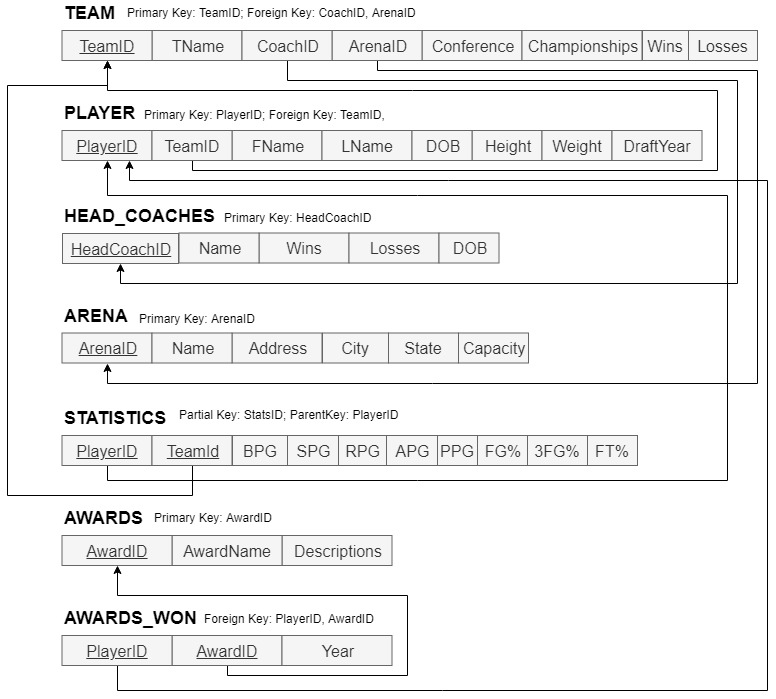 TEAM Primary Key: TeamID; Foreign Key: CoachID, ArenaID
TeamID TName CoachID ArenaID Conference Championships Wins Losses
PLAYER Primary Key: PlayerID; Foreign Key: TeamID,
PlayerID TeamID FName LName DOB Height Weight DraftYear
HEAD_COACHES Primary Key: HeadCoachID
HeadCoachID Name Wins Losses DOB
ARENA Primary Key: ArenaID
ArenaID Name Address City State Capacity
STATISTICS Partial Key: StatsID; ParentKey: PlayerID
PlayerID TeamId BPG SPG RPG APG PPG FG% 3FG% FT%
AWARDS Primary Key: AwardID
AwardID AwardName Descriptions
AWARDS_WON Foreign Key: PlayerID, AwardID
PlayerID AwardID Year